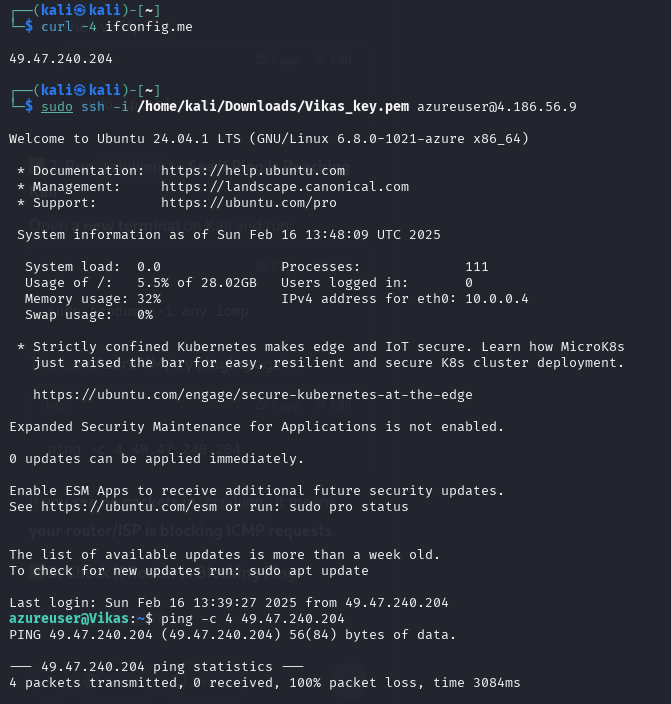 ┌──(kali㉿kali)-[~]
└─$ curl -4 ifconfig.me
49.47.240.204
┌──(kali㉿kali)-[~]
└─$ sudo ssh -i /home/kali/Downloads/Vikas_key.pem azureuser@4.186.56.9
Welcome to Ubuntu 24.04.1 LTS (GNU/Linux 6.8.0-1021-azure x86_64)
* Documentation: https://help.ubuntu.com
* Management: https://landscape.canonical.com
* Support: https://ubuntu.com/pro
System information as of Sun Feb 16 13:48:09 UTC 2025
System load: 0.0 Processes: 111
Usage of /: 5.5% of 28.02GB Users logged in: 0
Memory usage: 32% IPv4 address for eth0: 10.0.0.4
Swap usage: 0%
* Strictly confined Kubernetes makes edge and IoT secure. Learn how MicroK8s
just raised the bar for easy, resilient and secure K8s cluster deployment.
https://ubuntu.com/engage/secure-kubernetes-at-the-edge
Expanded Security Maintenance for Applications is not enabled.
0 updates can be applied immediately.
Enable ESM Apps to receive additional future security updates.
See https://ubuntu.com/esm or run: sudo pro status
your router/ISP is blocking ICMP requests.
The list of available updates is more than a week old.
To check for new updates run: sudo apt update
Last login: Sun Feb 16 13:39:27 2025 from 49.47.240.204
azureuser@Vikas:~$ ping -c 4 49.47.240.204
PING 49.47.240.204 (49.47.240.204) 56(84) bytes of data.
--- 49.47.240.204 ping statistics ---
4 packets transmitted, 0 received, 100% packet loss, time 3084ms